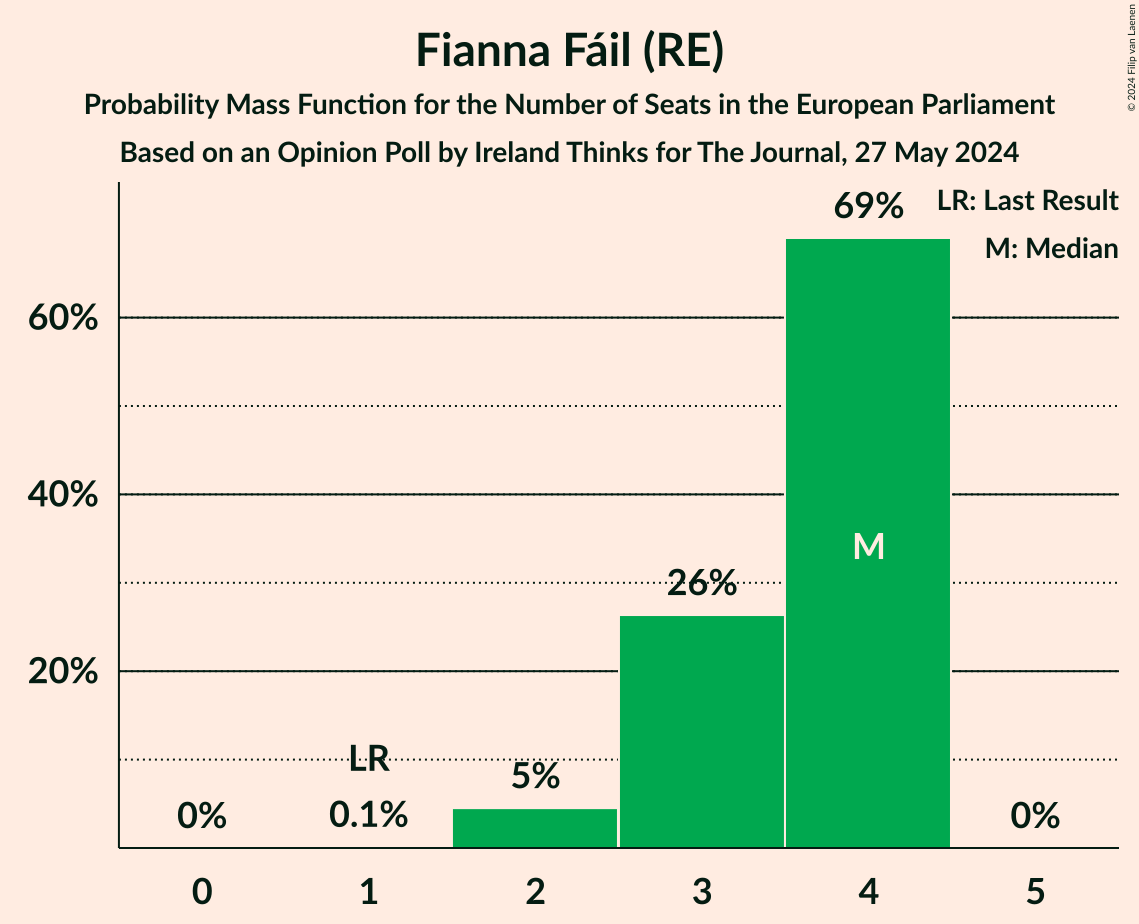 Fianna Fáil (RE)
Probability Mass Function for the Number of Seats in the European Parliament
Based on an Opinion Poll by Ireland Thinks for The Journal, 27 May 2024
© 2024 Filip van Laenen
LR: Last Result
M: Median
69%
60%
40%
M
26%
20%
LR
5%
0%
0.1%
0%
0
1
2
3
4
5